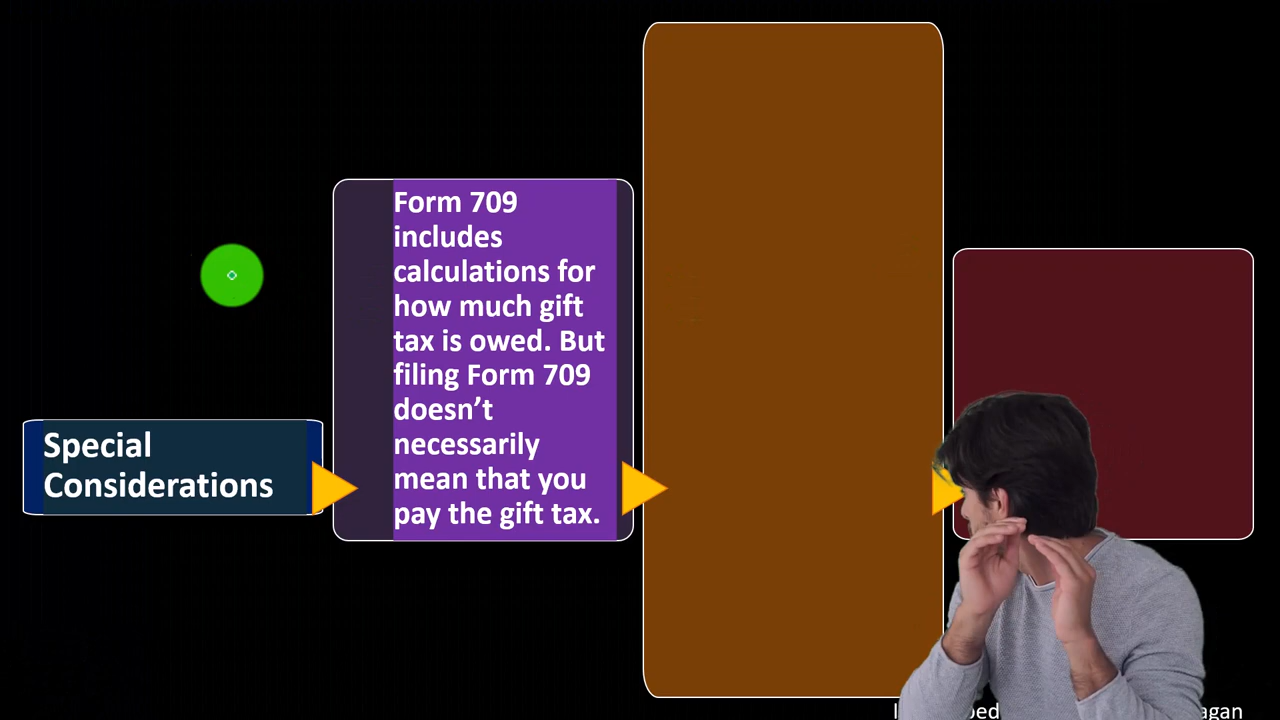 Special
Considerations
Form 709
includes
calculations for
how much gift
tax is owed. But
filing Form 709
doesn’t
necessarily
mean that you
pay the gift tax.